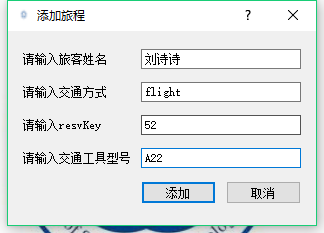 添加旅程 ?
请输入旅客姓名 刘诗诗
请输入交通方式 flight
请输入resvKey 52
请输入交通工具型号 A22
添加 取消